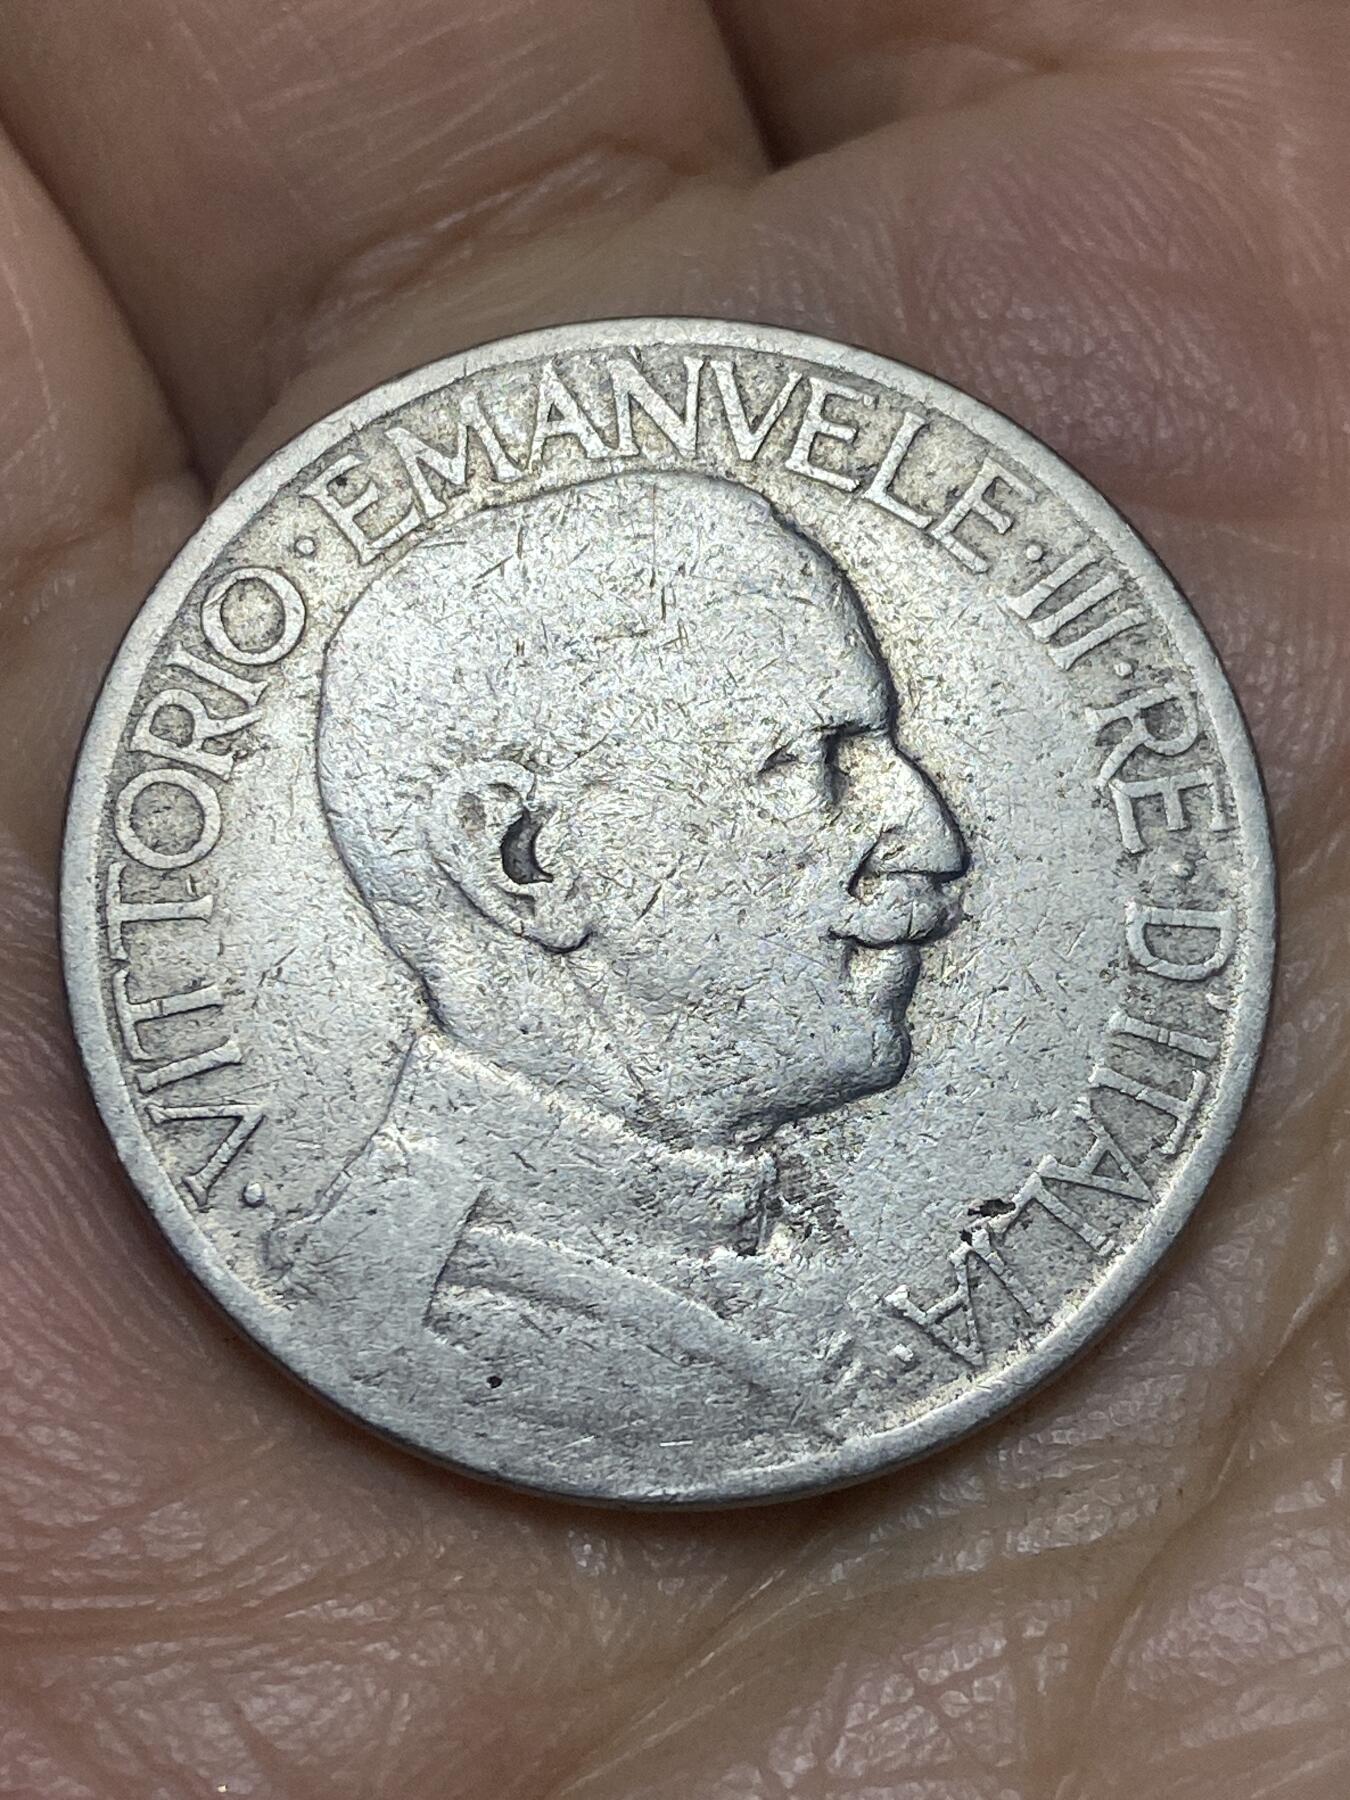 · VITTORIO · EMANVELE · III · RE · D'ITALIA ·